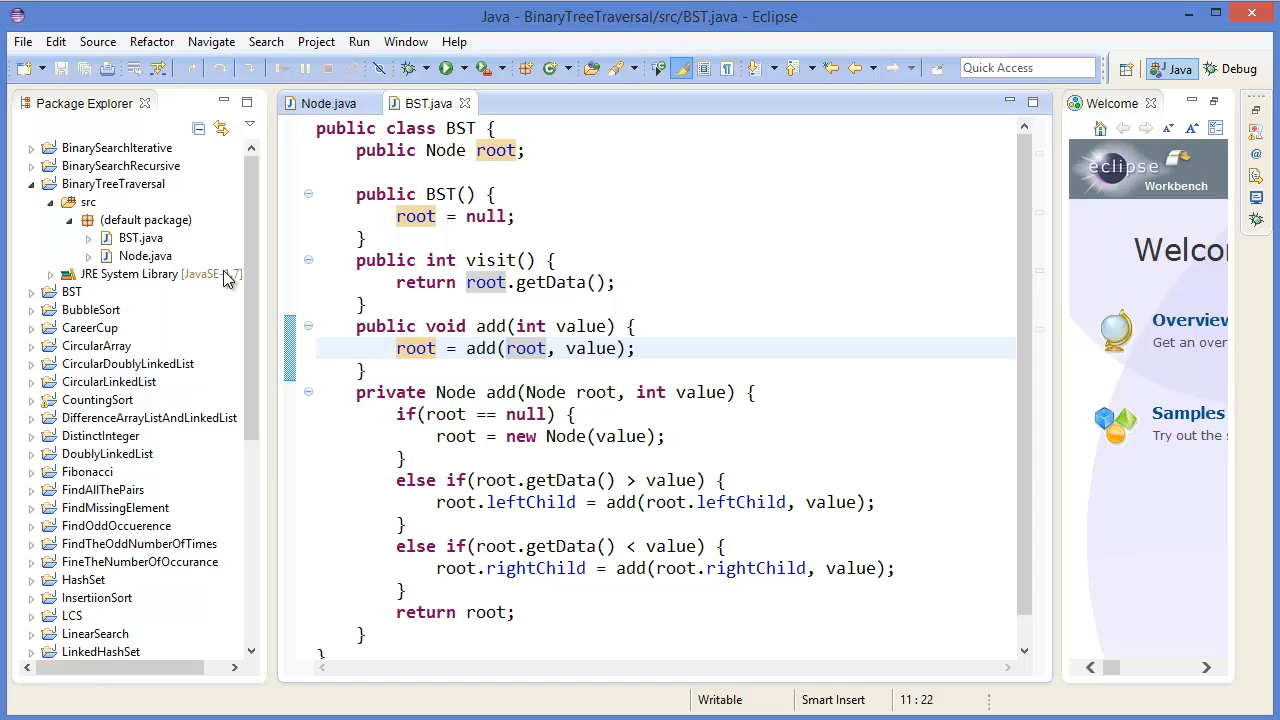 Java - BinaryTreeTraversal/src/BST.java - Eclipse
File Edit Source Refactor Navigate Search Project Run Window Help
Quick Access
Java
Debug
Package Explorer
BinarySearchIterative
BinarySearchRecursive
BinaryTreeTraversal
src
(default package)
BST.java
Node.java
JRE System Library [JavaSE-1.7]
BST
BubbleSort
CareerCup
CircularArray
CircularDoublyLinkedList
CircularLinkedList
CountingSort
DifferenceArrayListAndLinkedList
DistinctInteger
DoublyLinkedList
Fibonacci
FindAllThePairs
FindMissingElement
FindOddOccuerence
FindTheOddNumberOfTimes
FineTheNumberOfOccurance
HashSet
InsertiionSort
LCS
LinearSearch
LinkedHashSet
Node.java
BST.java
public class BST {
public Node root;
public BST() {
root = null;
}
public int visit() {
return root.getData();
}
public void add(int value) {
root = add(root, value);
}
private Node add(Node root, int value) {
if(root == null) {
root = new Node(value);
}
else if(root.getData() > value) {
root.leftChild = add(root.leftChild, value);
}
else if(root.getData() < value) {
root.rightChild = add(root.rightChild, value);
}
return root;
}
}
Welcome
eclipse
Workbench
Welco
Overview
Get an over
Samples
Try out the
Writable
Smart Insert
11 : 22